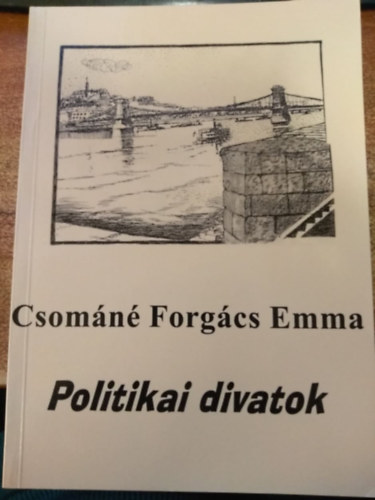 Csománé Forgács Emma
Politikai divatok